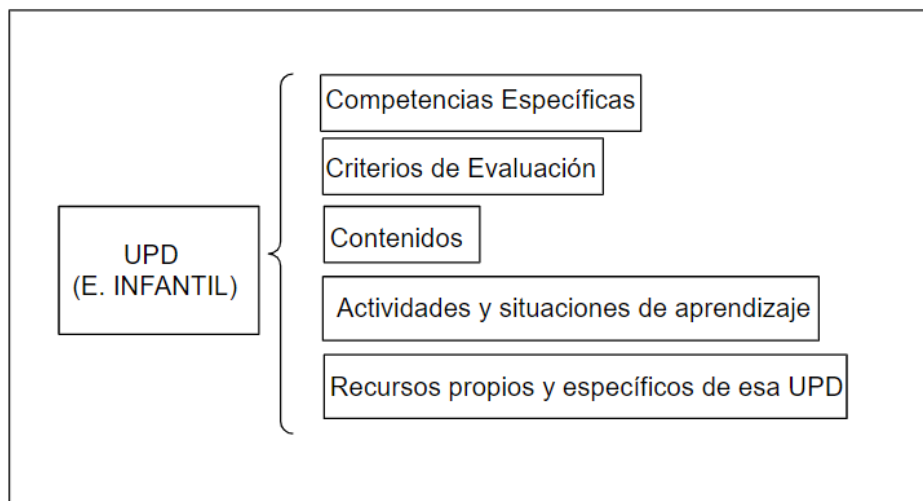 Competencias Específicas
Criterios de Evaluación
UPD
(E. INFANTIL)
Contenidos
Actividades y situaciones de aprendizaje
Recursos propios y específicos de esa UPD